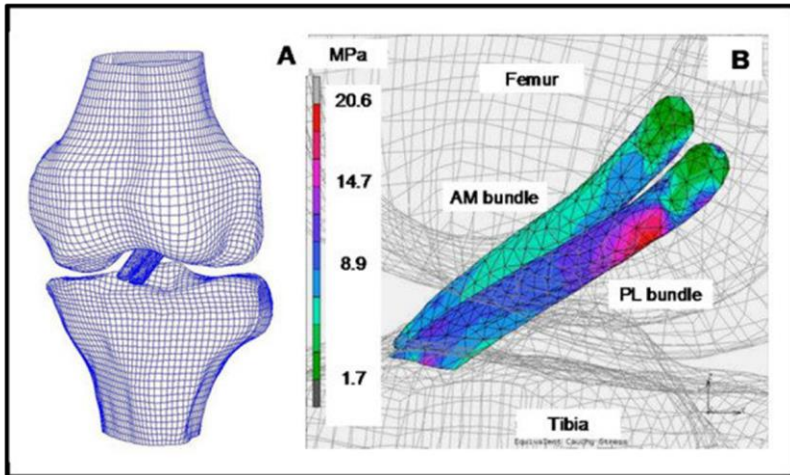 A
MPa
B
20.6
Femur
14.7
AM bundle
8.9
PL bundle
1.7
Tibia
Equivalent Cauchy Stress